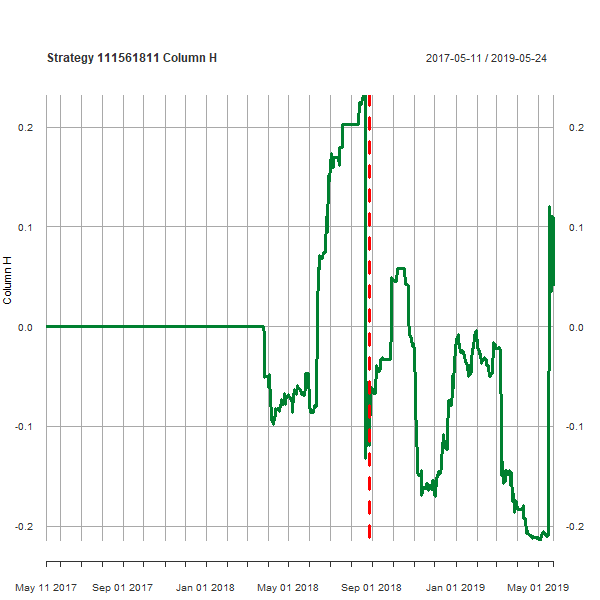 Strategy 111561811 Column H
2017-05-11 / 2019-05-24
0.2 0.2
0.1 0.1
0.0 0.0
-0.1 -0.1
-0.2 -0.2
Column H
May 11 2017 Sep 01 2017 Jan 01 2018 May 01 2018 Sep 01 2018 Jan 01 2019 May 01 2019